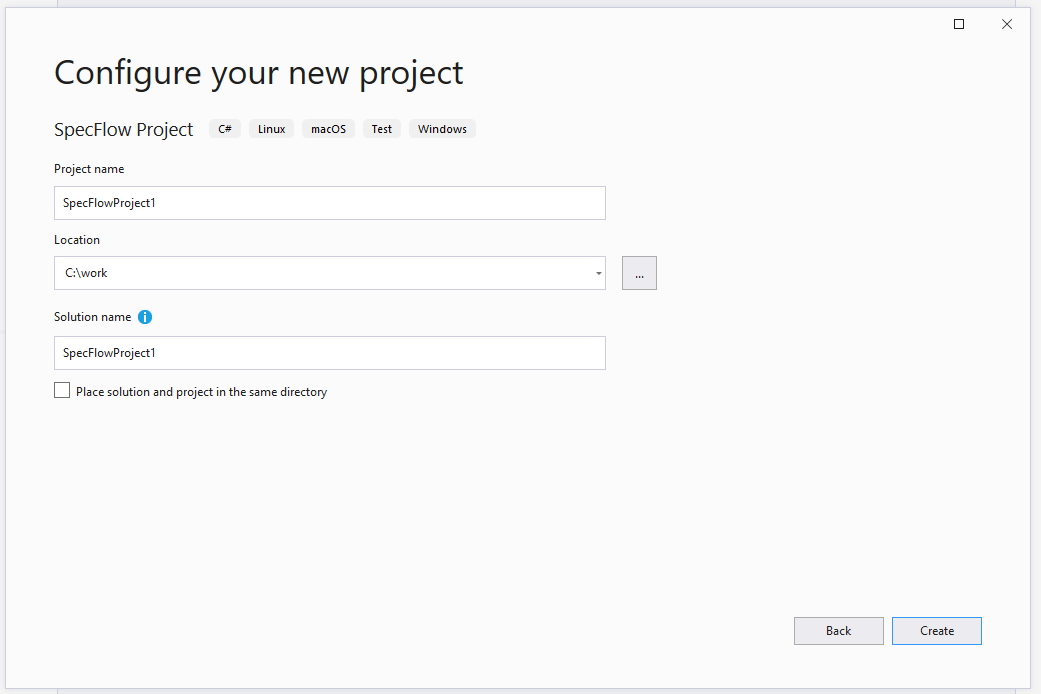 Configure your new project
SpecFlow Project C# Linux macOS Test Windows
Project name
SpecFlowProject1
Location
C:\work
...
Solution name
SpecFlowProject1
Place solution and project in the same directory
Back Create